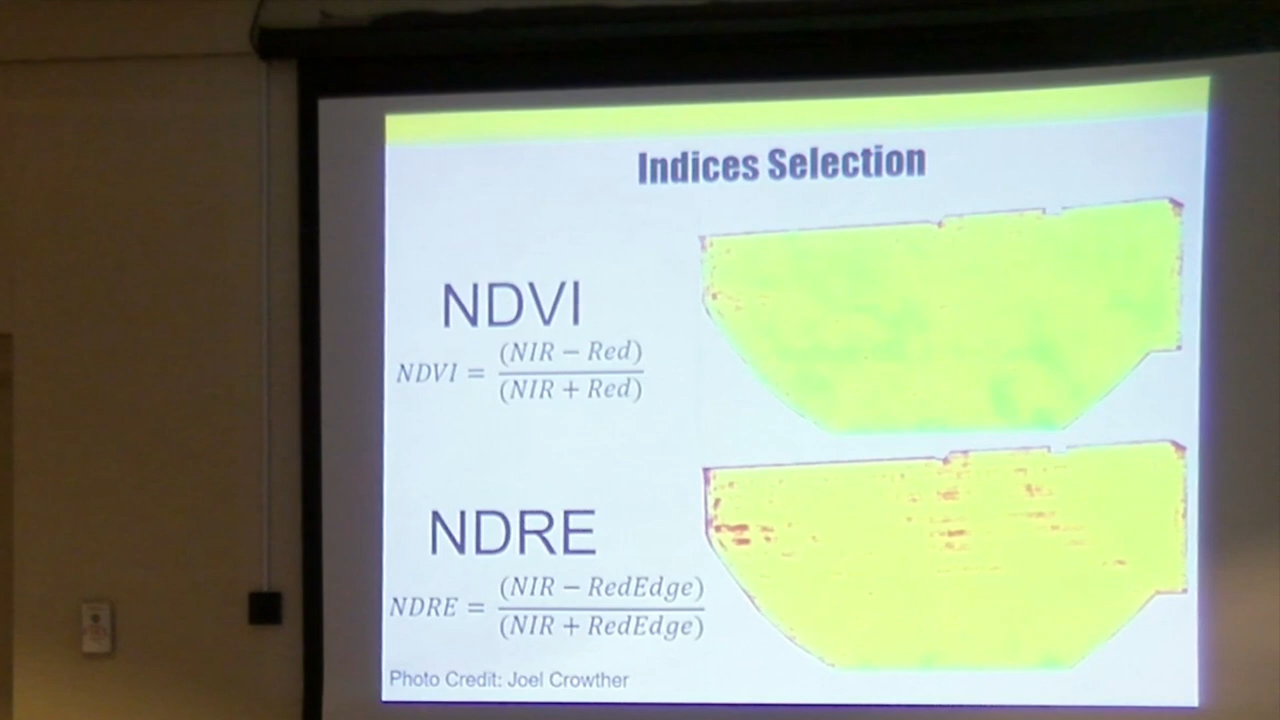 Indices Selection
NDVI
NDVI = (NIR − Red) / (NIR + Red)
NDRE
NDRE = (NIR − RedEdge) / (NIR + RedEdge)
Photo Credit: Joel Crowther